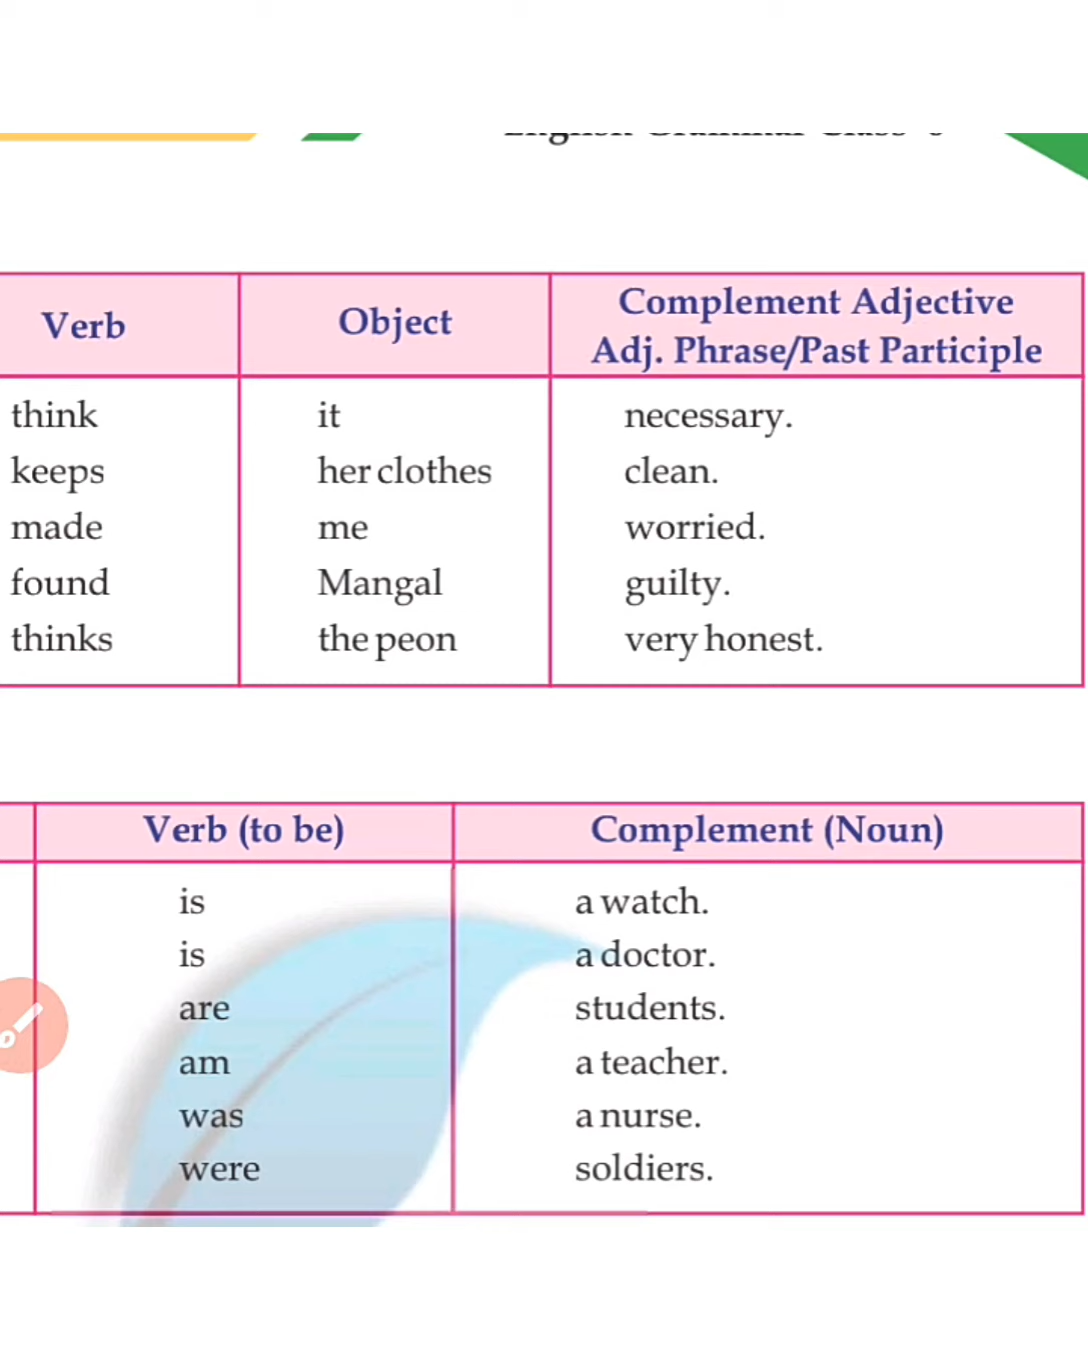 Verb Object Complement Adjective
Adj. Phrase/Past Participle
think it necessary.
keeps her clothes clean.
made me worried.
found Mangal guilty.
thinks the peon very honest.
Verb (to be) Complement (Noun)
is a watch.
is a doctor.
are students.
am a teacher.
was a nurse.
were soldiers.